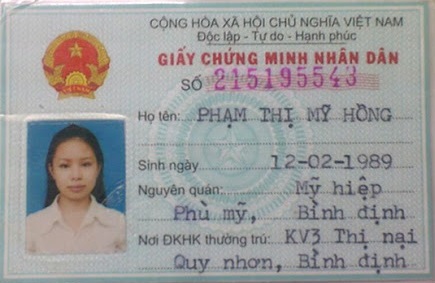 CỘNG HÒA XÃ HỘI CHỦ NGHĨA VIỆT NAM
Độc lập - Tự do - Hạnh phúc
GIẤY CHỨNG MINH NHÂN DÂN
SỐ 215195543
Họ tên: PHẠM THỊ MỸ HỒNG
Sinh ngày 12-02-1989
Nguyên quán: Mỹ hiệp
Phù mỹ, Bình định
Nơi ĐKHK thường trú: KV3 Thị nại
Quy nhơn, Bình định